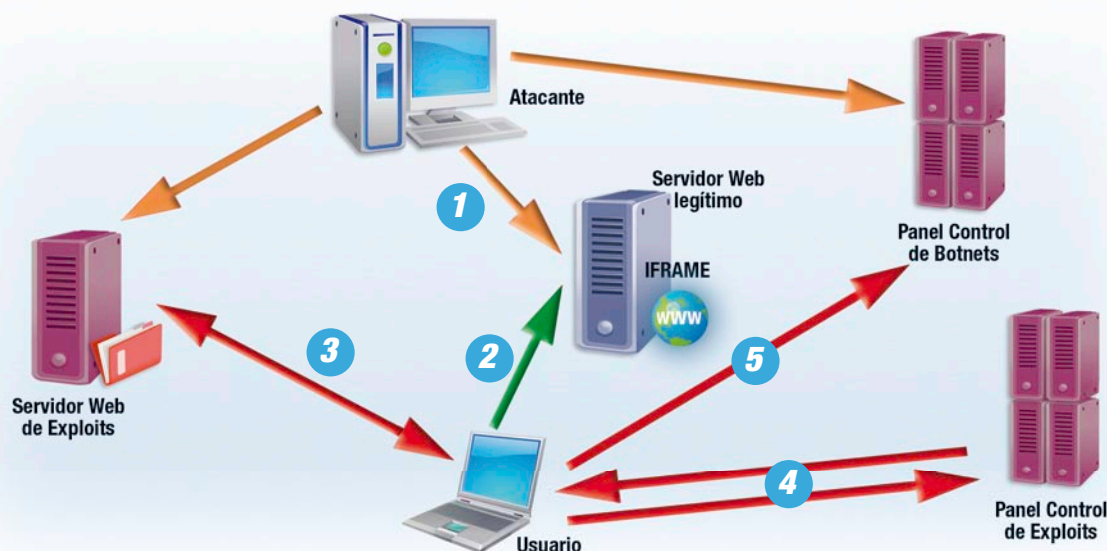 Atacante
1
Servidor Web
legítimo
IFRAME
www
Panel Control
de Botnets
3
2
5
Servidor Web
de Exploits
4
Usuario
Panel Control
de Exploits